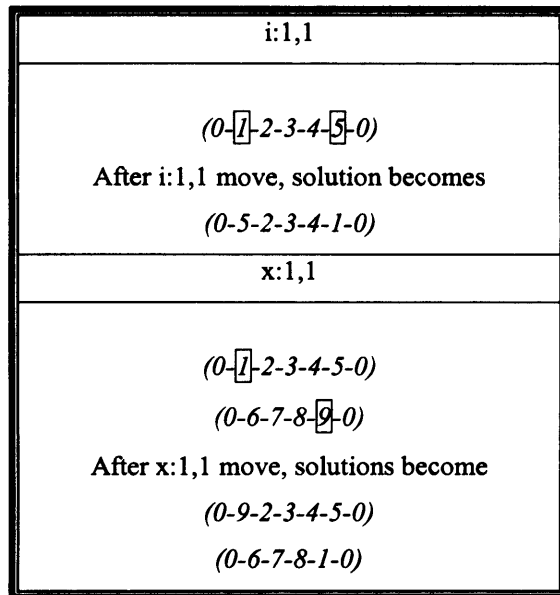 i:1,1
(0-1-2-3-4-5-0)
After i:1,1 move, solution becomes
(0-5-2-3-4-1-0)
x:1,1
(0-1-2-3-4-5-0)
(0-6-7-8-9-0)
After x:1,1 move, solutions become
(0-9-2-3-4-5-0)
(0-6-7-8-1-0)